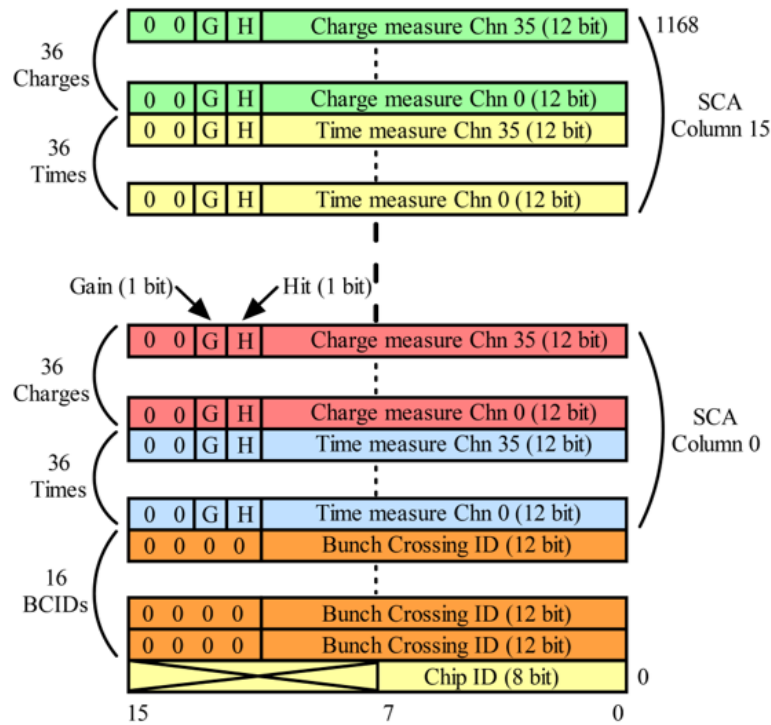 0 0 G H Charge measure Chn 35 (12 bit) 1168
36
Charges
0 0 G H Charge measure Chn 0 (12 bit)
SCA
Column 15
0 0 G H Time measure Chn 35 (12 bit)
36
Times
0 0 G H Time measure Chn 0 (12 bit)
Gain (1 bit) Hit (1 bit)
0 0 G H Charge measure Chn 35 (12 bit)
36
Charges
0 0 G H Charge measure Chn 0 (12 bit)
SCA
Column 0
0 0 G H Time measure Chn 35 (12 bit)
36
Times
0 0 G H Time measure Chn 0 (12 bit)
0 0 0 0 Bunch Crossing ID (12 bit)
16
BCIDs
0 0 0 0 Bunch Crossing ID (12 bit)
0 0 0 0 Bunch Crossing ID (12 bit)
Chip ID (8 bit) 0
15 7 0